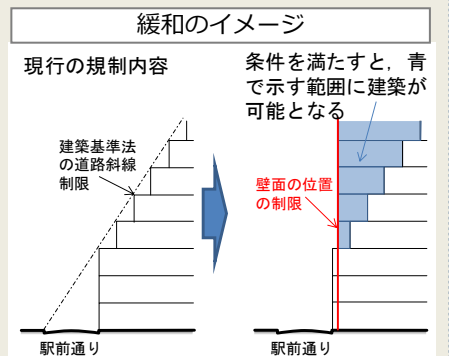 緩和のイメージ
現行の規制内容
条件を満たすと，青
で示す範囲に建築が
可能となる
建築基準法
の道路斜線
制限
壁面の位置
の制限
駅前通り
駅前通り